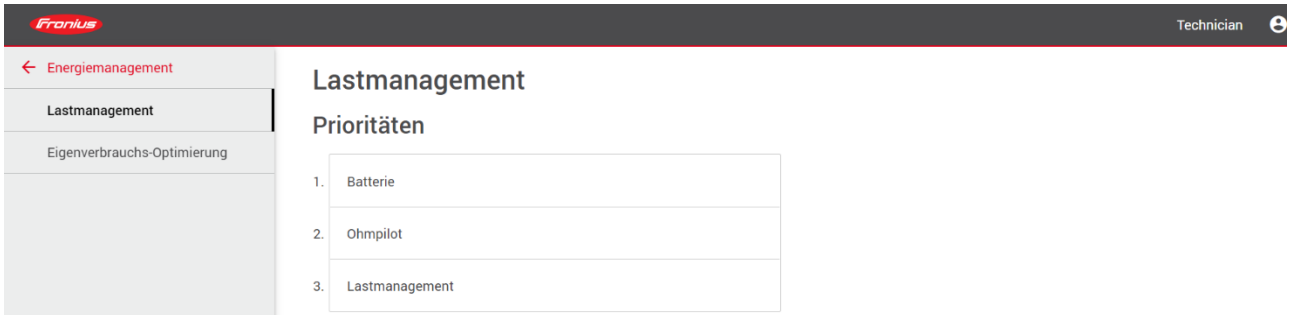 Fronius
Technician
Energiemanagement
Lastmanagement
Eigenverbrauchs-Optimierung
Lastmanagement
Prioritäten
1. Batterie
2. Ohmpilot
3. Lastmanagement